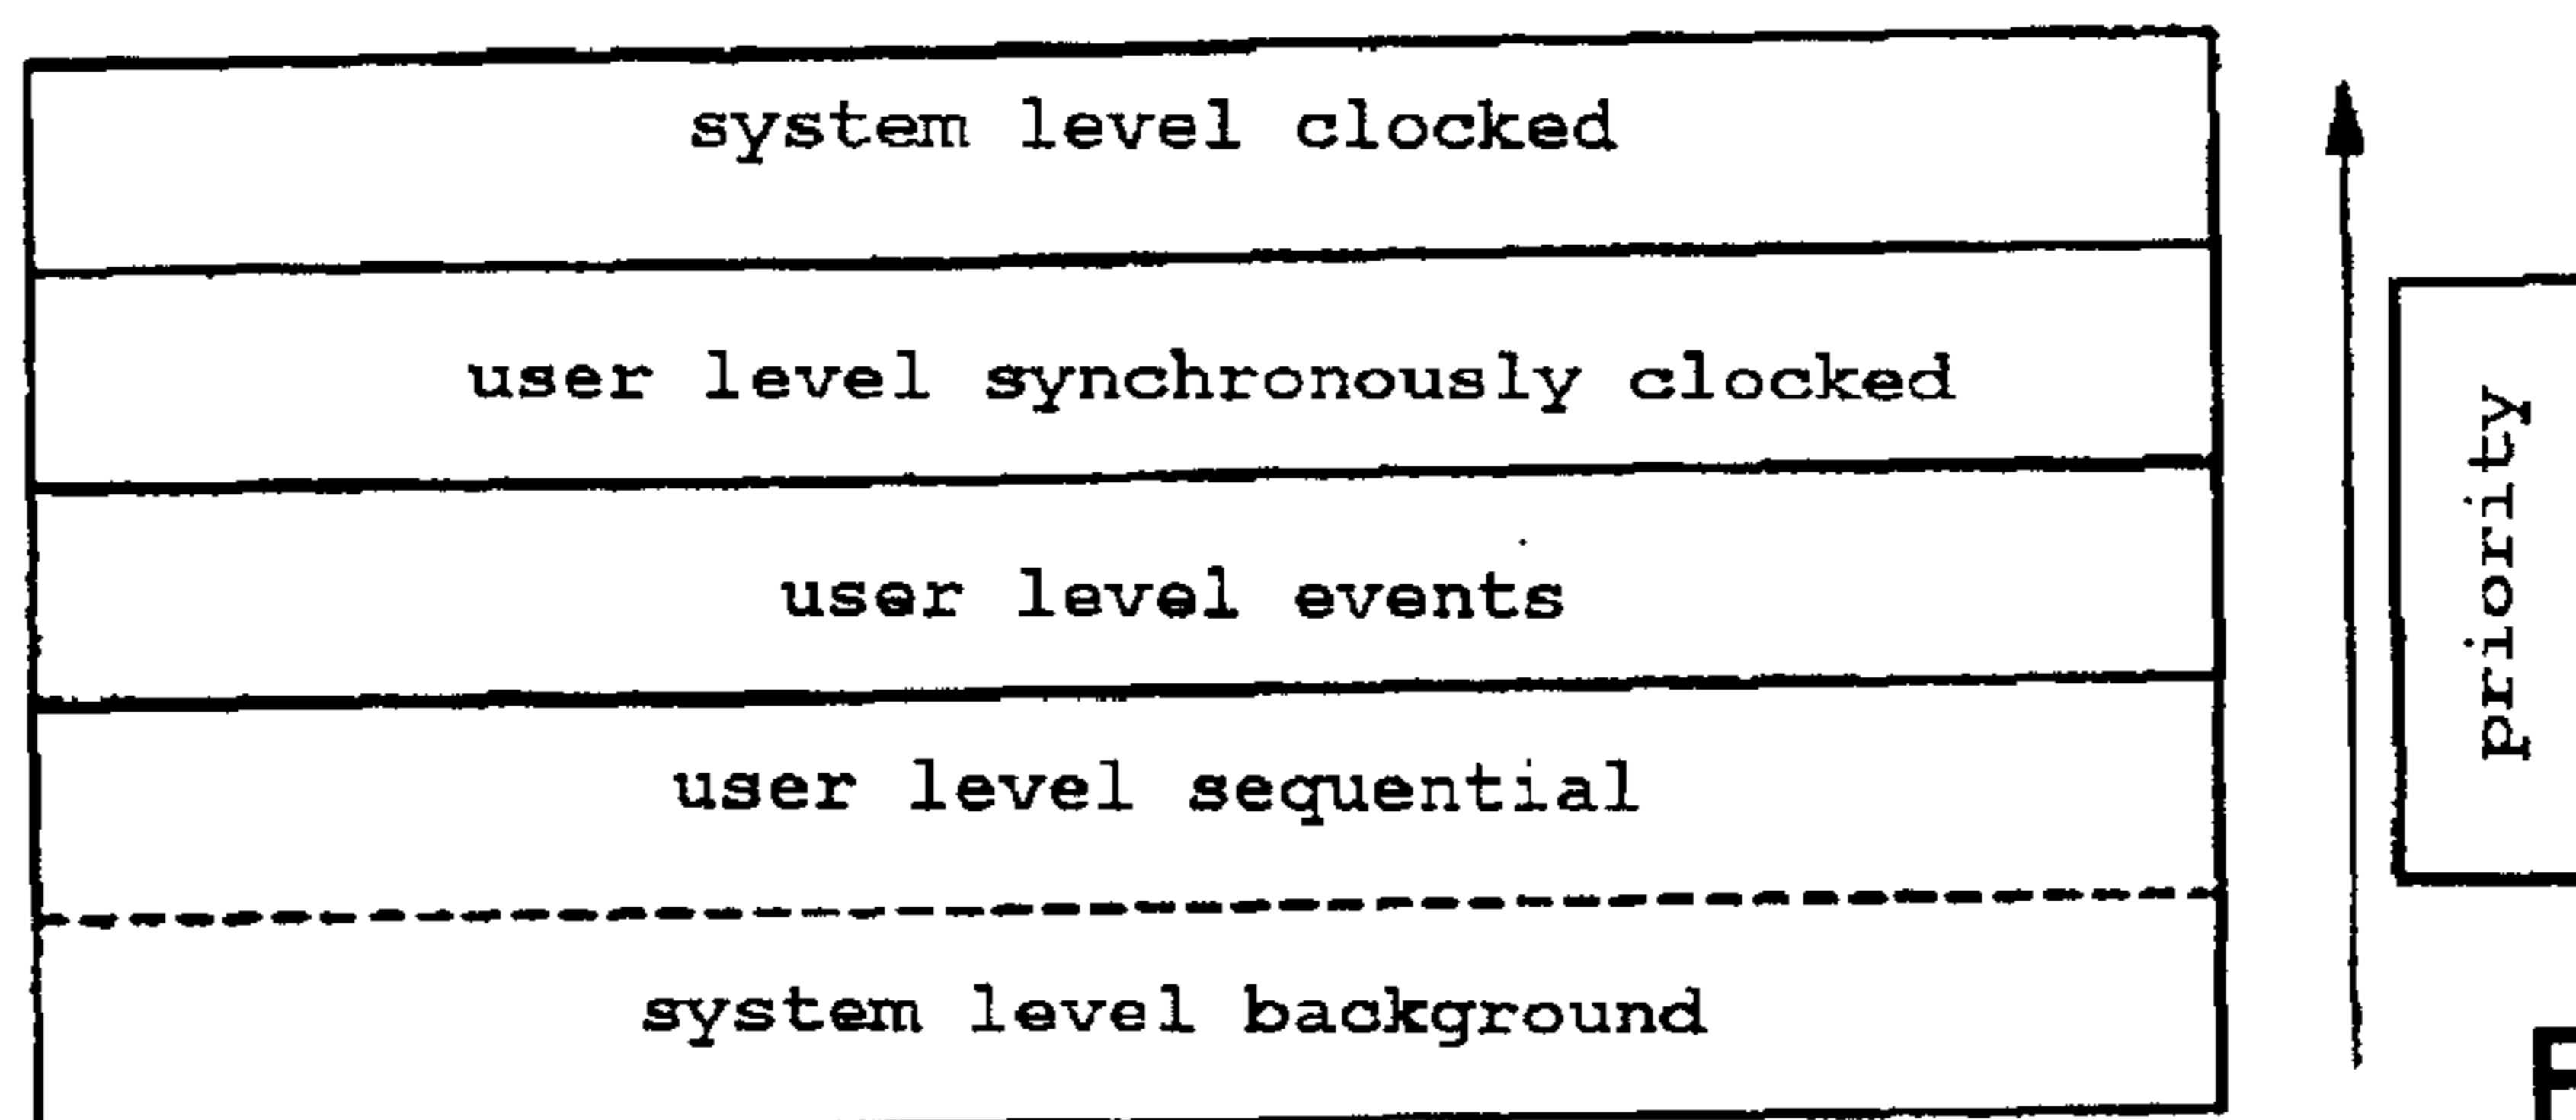 system level clocked
user level synchronously clocked
user level events
user level sequential
system level background
priority